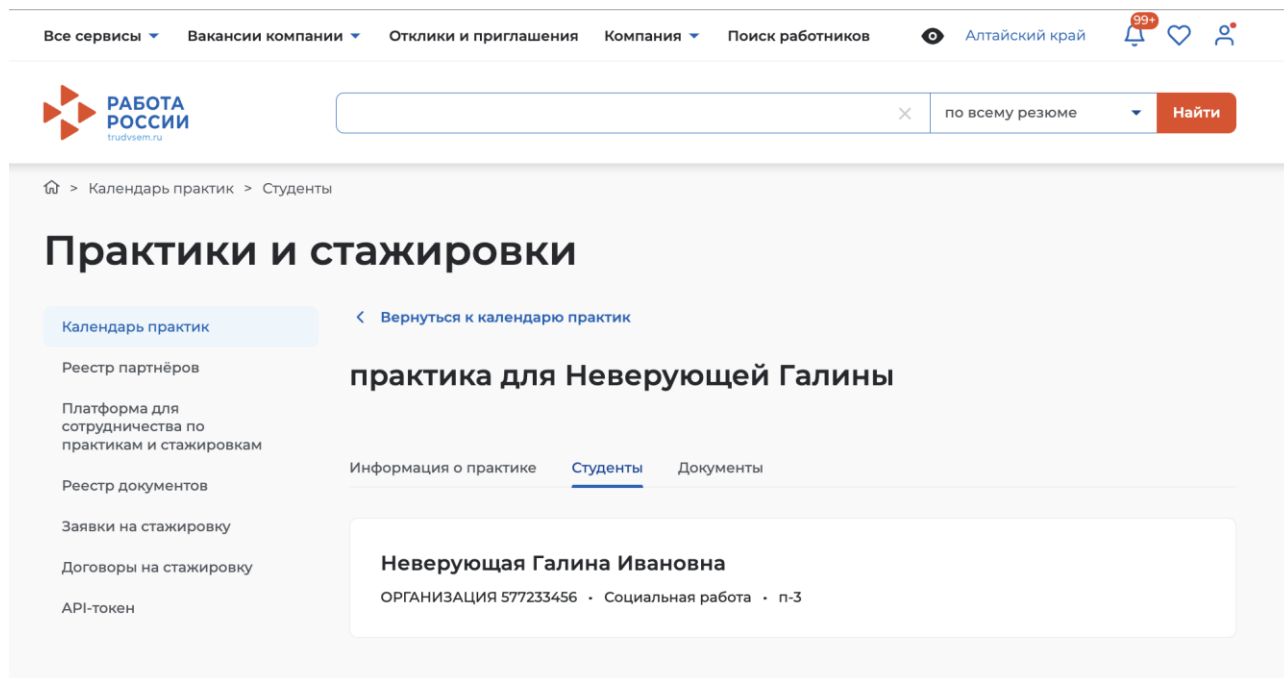 Все сервисы Вакансии компании Отклики и приглашения Компания Поиск работников Алтайский край 99+
РАБОТА
РОССИИ
trudvsem.ru
по всему резюме Найти
> Календарь практик > Студенты
Практики и стажировки
Календарь практик
Реестр партнёров
Платформа для
сотрудничества по
практикам и стажировкам
Реестр документов
Заявки на стажировку
Договоры на стажировку
API-токен
Вернуться к календарю практик
практика для Неверующей Галины
Информация о практике Студенты Документы
Неверующая Галина Ивановна
ОРГАНИЗАЦИЯ 577233456 • Социальная работа • п-3